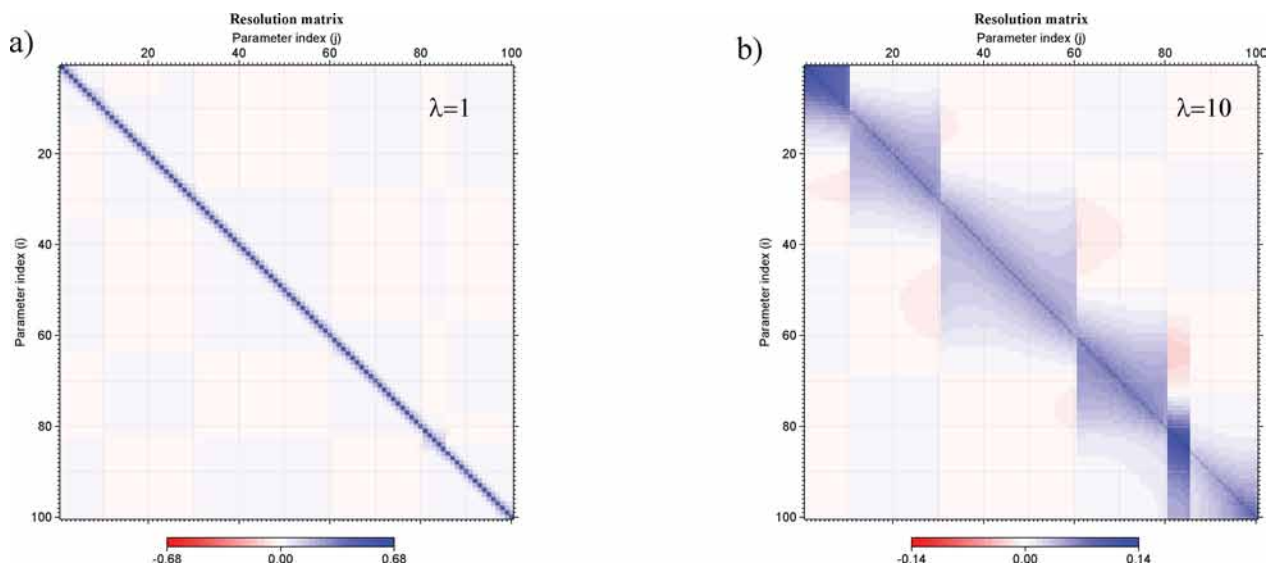 a)
Resolution matrix
Parameter index (j)
20 40 60 80 100
Parameter index (i)
20
40
60
80
100
λ=1
-0.68 0.00 0.68
b)
Resolution matrix
Parameter index (j)
20 40 60 80 100
Parameter index (i)
20
40
60
80
100
λ=10
-0.14 0.00 0.14